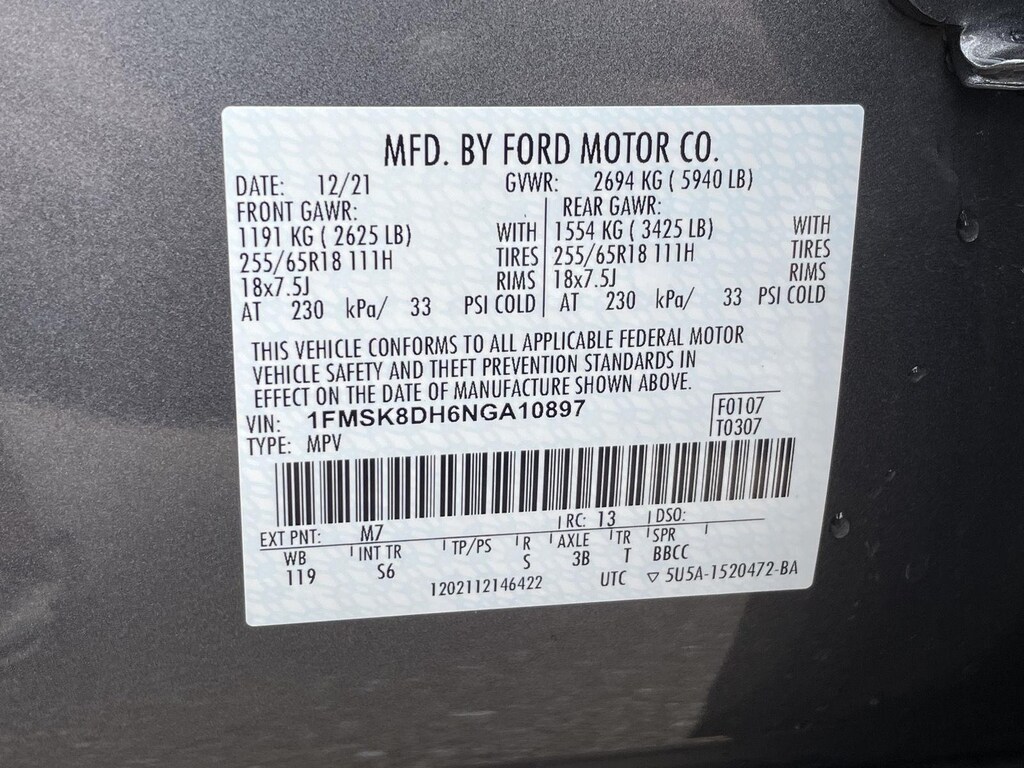 MFD. BY FORD MOTOR CO.
DATE: 12/21 GVWR: 2694 KG ( 5940 LB)
FRONT GAWR: REAR GAWR:
1191 KG ( 2625 LB) WITH 1554 KG ( 3425 LB) WITH
255/65R18 111H TIRES 255/65R18 111H TIRES
18x7.5J RIMS 18x7.5J RIMS
AT 230 kPa/ 33 PSI COLD AT 230 kPa/ 33 PSI COLD
THIS VEHICLE CONFORMS TO ALL APPLICABLE FEDERAL MOTOR
VEHICLE SAFETY AND THEFT PREVENTION STANDARDS IN
EFFECT ON THE DATE OF MANUFACTURE SHOWN ABOVE.
VIN: 1FMSK8DH6NGA10897 F0107
TYPE: MPV T0307
EXT PNT: M7 RC: 13 DSO:
WB INT TR TP/PS R AXLE TR SPR
119 S6 S 3B T BBCC
1202112146422 UTC ▽ 5U5A-1520472-BA